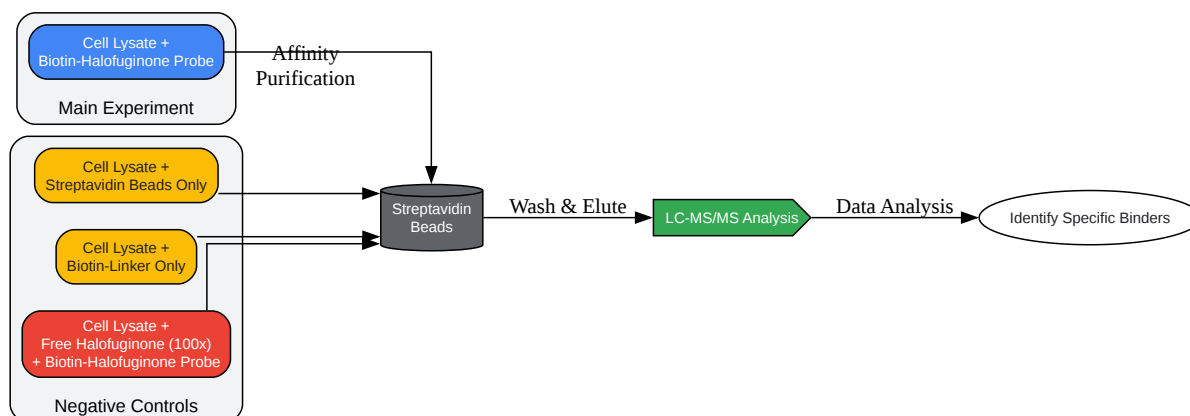 Cell Lysate +
Biotin-Halofuginone Probe
Main Experiment
Affinity
Purification
Cell Lysate +
Streptavidin Beads Only
Cell Lysate +
Biotin-Linker Only
Cell Lysate +
Free Halofuginone (100x)
+ Biotin-Halofuginone Probe
Negative Controls
Streptavidin
Beads
Wash & Elute
LC-MS/MS Analysis
Data Analysis
Identify Specific Binders